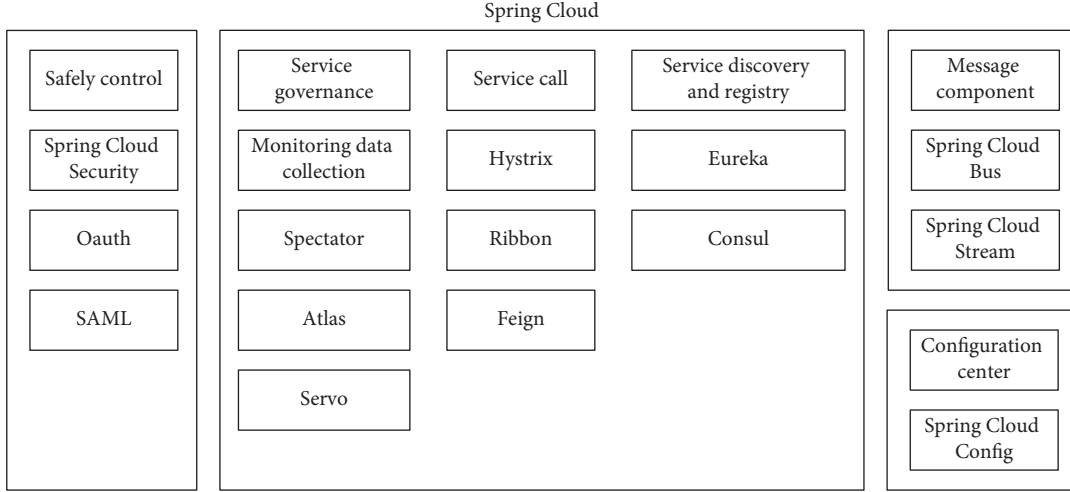 Spring Cloud
Safely control
Spring Cloud
Security
Oauth
SAML
Service
governance
Monitoring data
collection
Spectator
Atlas
Servo
Service call
Hystrix
Ribbon
Feign
Service discovery
and registry
Eureka
Consul
Message
component
Spring Cloud
Bus
Spring Cloud
Stream
Configuration
center
Spring Cloud
Config